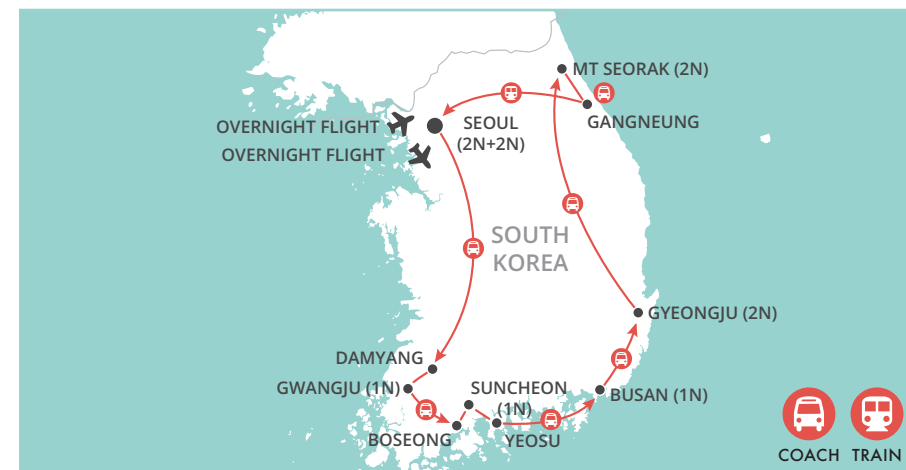 MT SEORAK (2N)
GANGNEUNG
OVERNIGHT FLIGHT
SEOUL
(2N+2N)
OVERNIGHT FLIGHT
SOUTH
KOREA
GYEONGJU (2N)
DAMYANG
GWANGJU (1N)
SUNCHEON
(1N)
BUSAN (1N)
BOSEONG
YEOSU
COACH
TRAIN